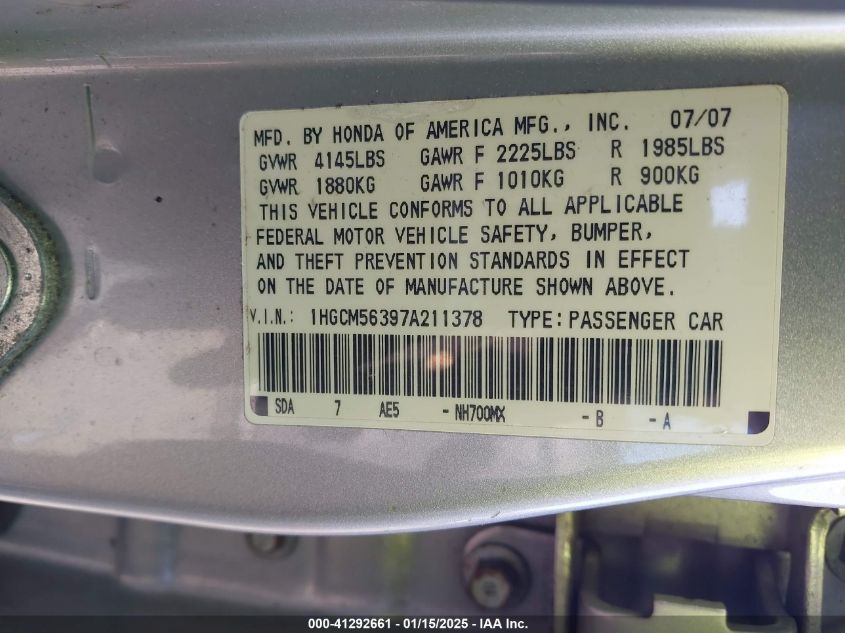 MFD. BY HONDA OF AMERICA MFG., INC. 07/07
GVWR 4145LBS GAWR F 2225LBS R 1985LBS
GVWR 1880KG GAWR F 1010KG R 900KG
THIS VEHICLE CONFORMS TO ALL APPLICABLE
FEDERAL MOTOR VEHICLE SAFETY, BUMPER,
AND THEFT PREVENTION STANDARDS IN EFFECT
ON THE DATE OF MANUFACTURE SHOWN ABOVE.
V.I.N.: 1HGCM56397A211378 TYPE: PASSENGER CAR
SDA 7 AE5 -NH700MX -B -A
000-41292661 - 01/15/2025 - IAA Inc.